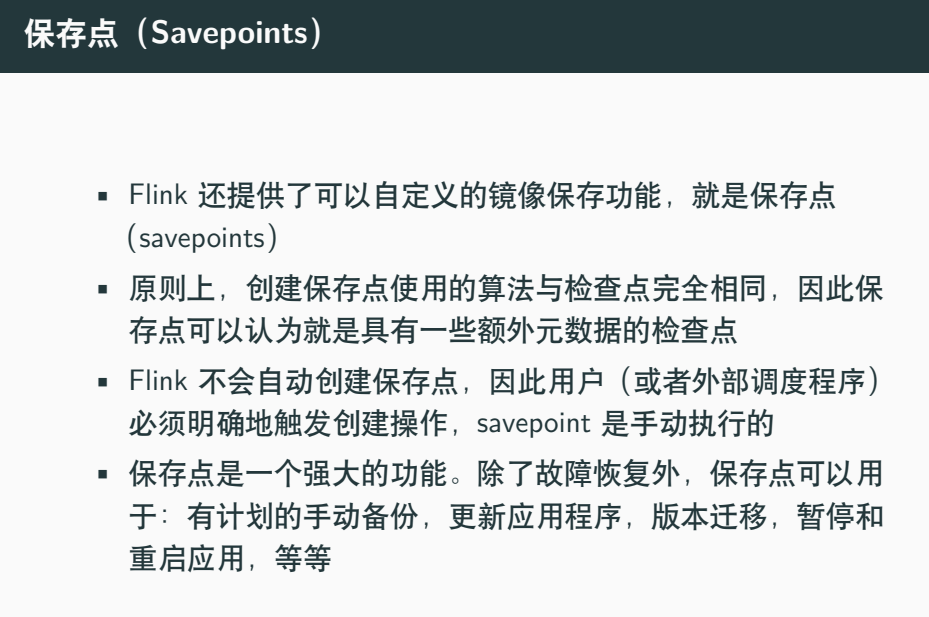 保存点（Savepoints）
▪ Flink 还提供了可以自定义的镜像保存功能，就是保存点
(savepoints)
▪ 原则上，创建保存点使用的算法与检查点完全相同，因此保
存点可以认为就是具有一些额外元数据的检查点
▪ Flink 不会自动创建保存点，因此用户（或者外部调度程序）
必须明确地触发创建操作，savepoint 是手动执行的
▪ 保存点是一个强大的功能。除了故障恢复外，保存点可以用
于：有计划的手动备份，更新应用程序，版本迁移，暂停和
重启应用，等等